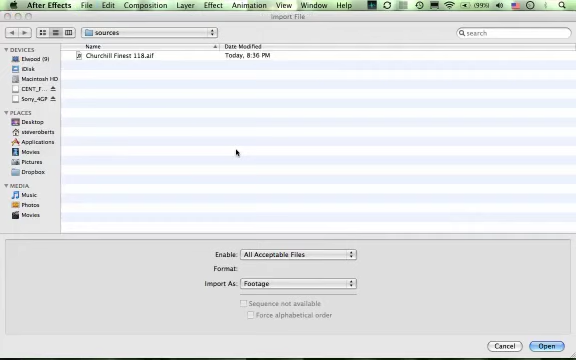 After Effects File Edit Composition Layer Effect Animation View Window Help (99%)
Import File
sources
search
Name Date Modified
Churchill Finest 118.aif Today, 8:36 PM
DEVICES
Elwood (9)
iDisk
Macintosh HD
CENT_F...
Sony_4GP
PLACES
Desktop
steveroberts
Applications
Movies
Pictures
Dropbox
MEDIA
Music
Photos
Movies
Enable: All Acceptable Files
Format:
Import As: Footage
Sequence not available
Force alphabetical order
Cancel Open